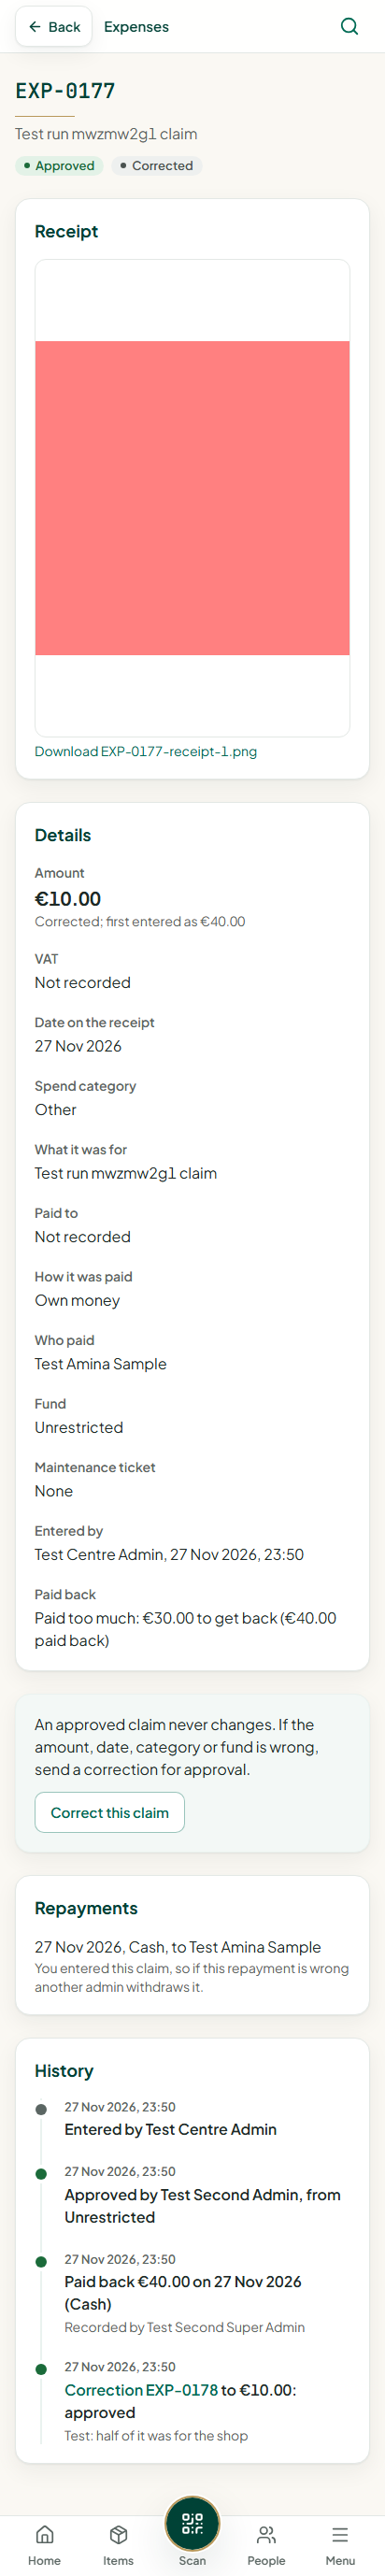 Back
Expenses
EXP-0177
Test run mwzmw2g1 claim
Approved
Corrected
Receipt
Download EXP-0177-receipt-1.png
Details
Amount
€10.00
Corrected; first entered as €40.00
VAT
Not recorded
Date on the receipt
27 Nov 2026
Spend category
Other
What it was for
Test run mwzmw2g1 claim
Paid to
Not recorded
How it was paid
Own money
Who paid
Test Amina Sample
Fund
Unrestricted
Maintenance ticket
None
Entered by
Test Centre Admin, 27 Nov 2026, 23:50
Paid back
Paid too much: €30.00 to get back (€40.00
paid back)
An approved claim never changes. If the
amount, date, category or fund is wrong,
send a correction for approval.
Correct this claim
Repayments
27 Nov 2026, Cash, to Test Amina Sample
You entered this claim, so if this repayment is wrong
another admin withdraws it.
History
27 Nov 2026, 23:50
Entered by Test Centre Admin
27 Nov 2026, 23:50
Approved by Test Second Admin, from
Unrestricted
27 Nov 2026, 23:50
Paid back €40.00 on 27 Nov 2026
(Cash)
Recorded by Test Second Super Admin
27 Nov 2026, 23:50
Correction EXP-0178 to €10.00:
approved
Test: half of it was for the shop
Home
Items
Scan
People
Menu